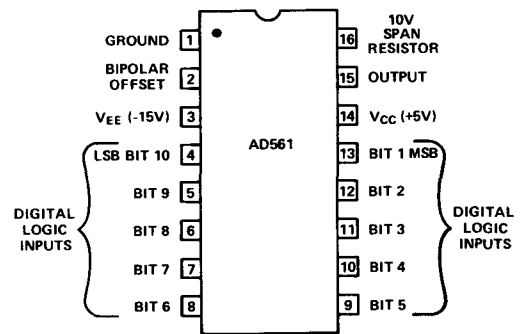 GROUND 1
BIPOLAR
OFFSET 2
VEE (-15V) 3
LSB BIT 10 4
BIT 9 5
BIT 8 6
BIT 7 7
BIT 6 8
DIGITAL
LOGIC
INPUTS
AD561
10V
SPAN
RESISTOR
16
15 OUTPUT
14 VCC (+5V)
13 BIT 1 MSB
12 BIT 2
11 BIT 3
10 BIT 4
9 BIT 5
DIGITAL
LOGIC
INPUTS